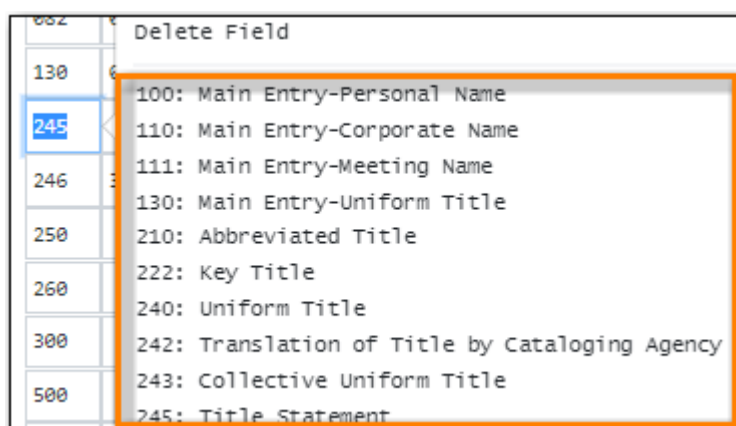 082
Delete Field
130
100: Main Entry-Personal Name
245
110: Main Entry-Corporate Name
111: Main Entry-Meeting Name
246
130: Main Entry-Uniform Title
250
210: Abbreviated Title
222: Key Title
260
240: Uniform Title
300
242: Translation of Title by Cataloging Agency
243: Collective Uniform Title
500
245: Title Statement